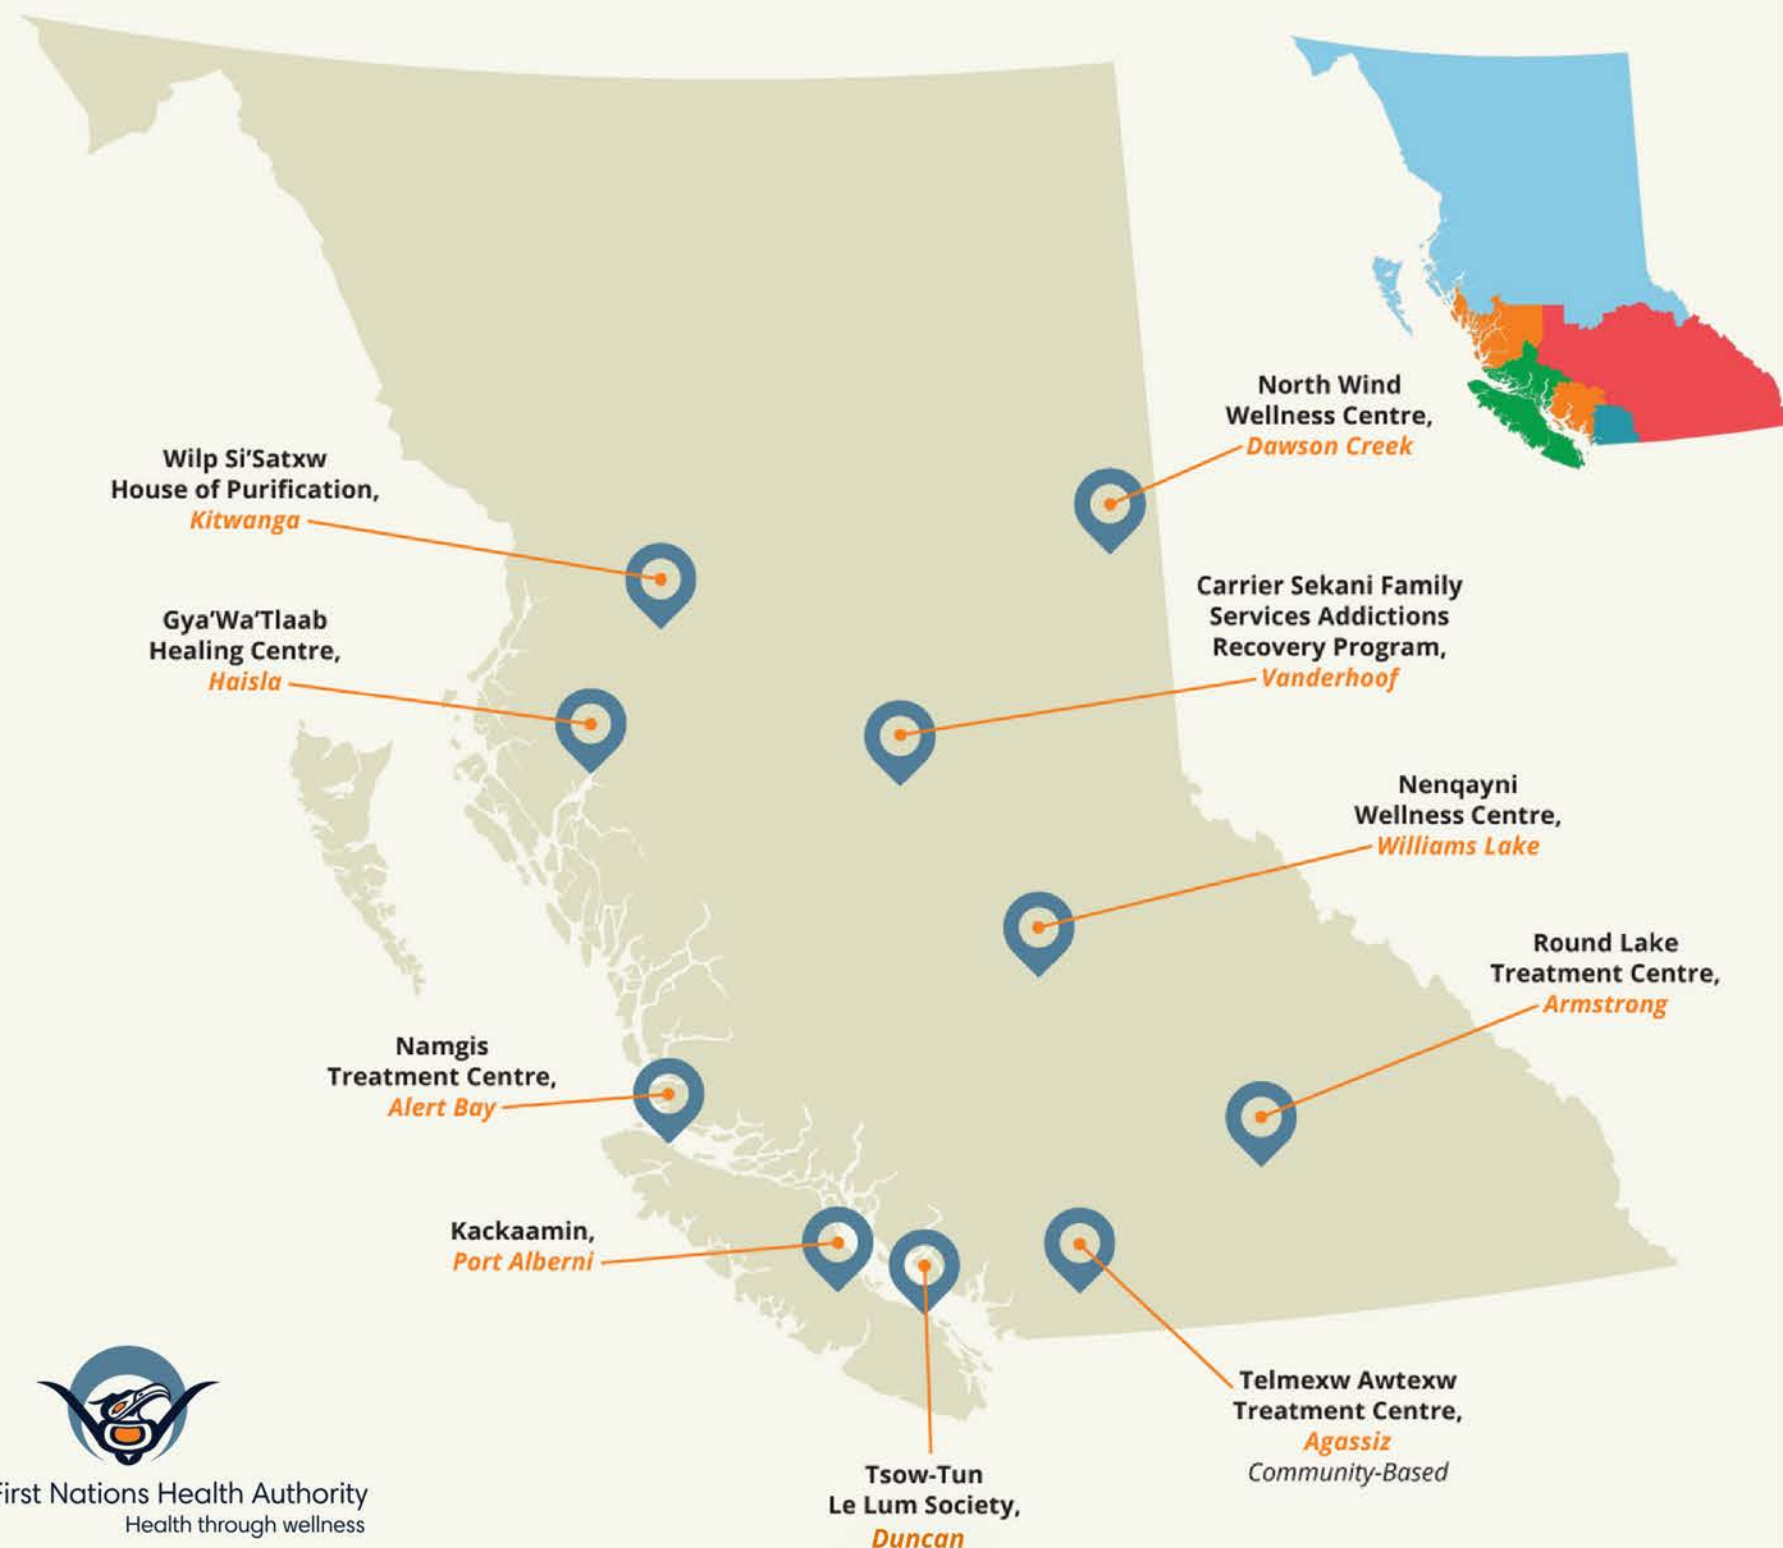 North Wind
Wellness Centre,
Dawson Creek
Wilp Si'Satxw
House of Purification,
Kitwanga
Carrier Sekani Family
Services Addictions
Recovery Program,
Vanderhoof
Gya'Wa'Tlaab
Healing Centre,
Haisla
Nenqayni
Wellness Centre,
Williams Lake
Round Lake
Treatment Centre,
Armstrong
Namgis
Treatment Centre,
Alert Bay
Kackaamin,
Port Alberni
Telmexw Awtexw
Treatment Centre,
Agassiz
Community-Based
Tsow-Tun
Le Lum Society,
Duncan
First Nations Health Authority
Health through wellness